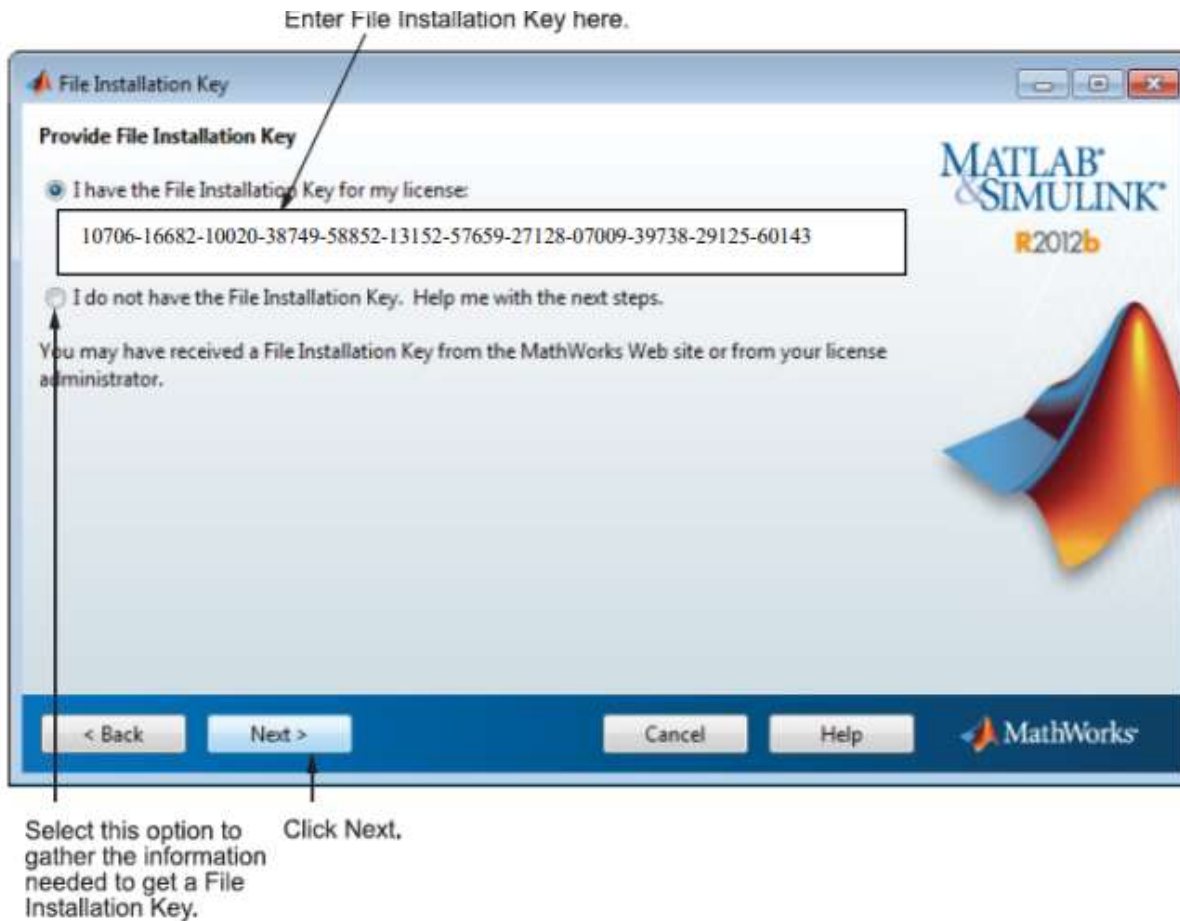 Enter File Installation Key here.
File Installation Key
Provide File Installation Key
I have the File Installation Key for my license:
10706-16682-10020-38749-58852-13152-57659-27128-07009-39738-29125-60143
I do not have the File Installation Key. Help me with the next steps.
You may have received a File Installation Key from the MathWorks Web site or from your license
administrator.
MATLAB®
&SIMULINK®
R2012b
< Back
Next >
Cancel
Help
MathWorks®
Select this option to
gather the information
needed to get a File
Installation Key.
Click Next.